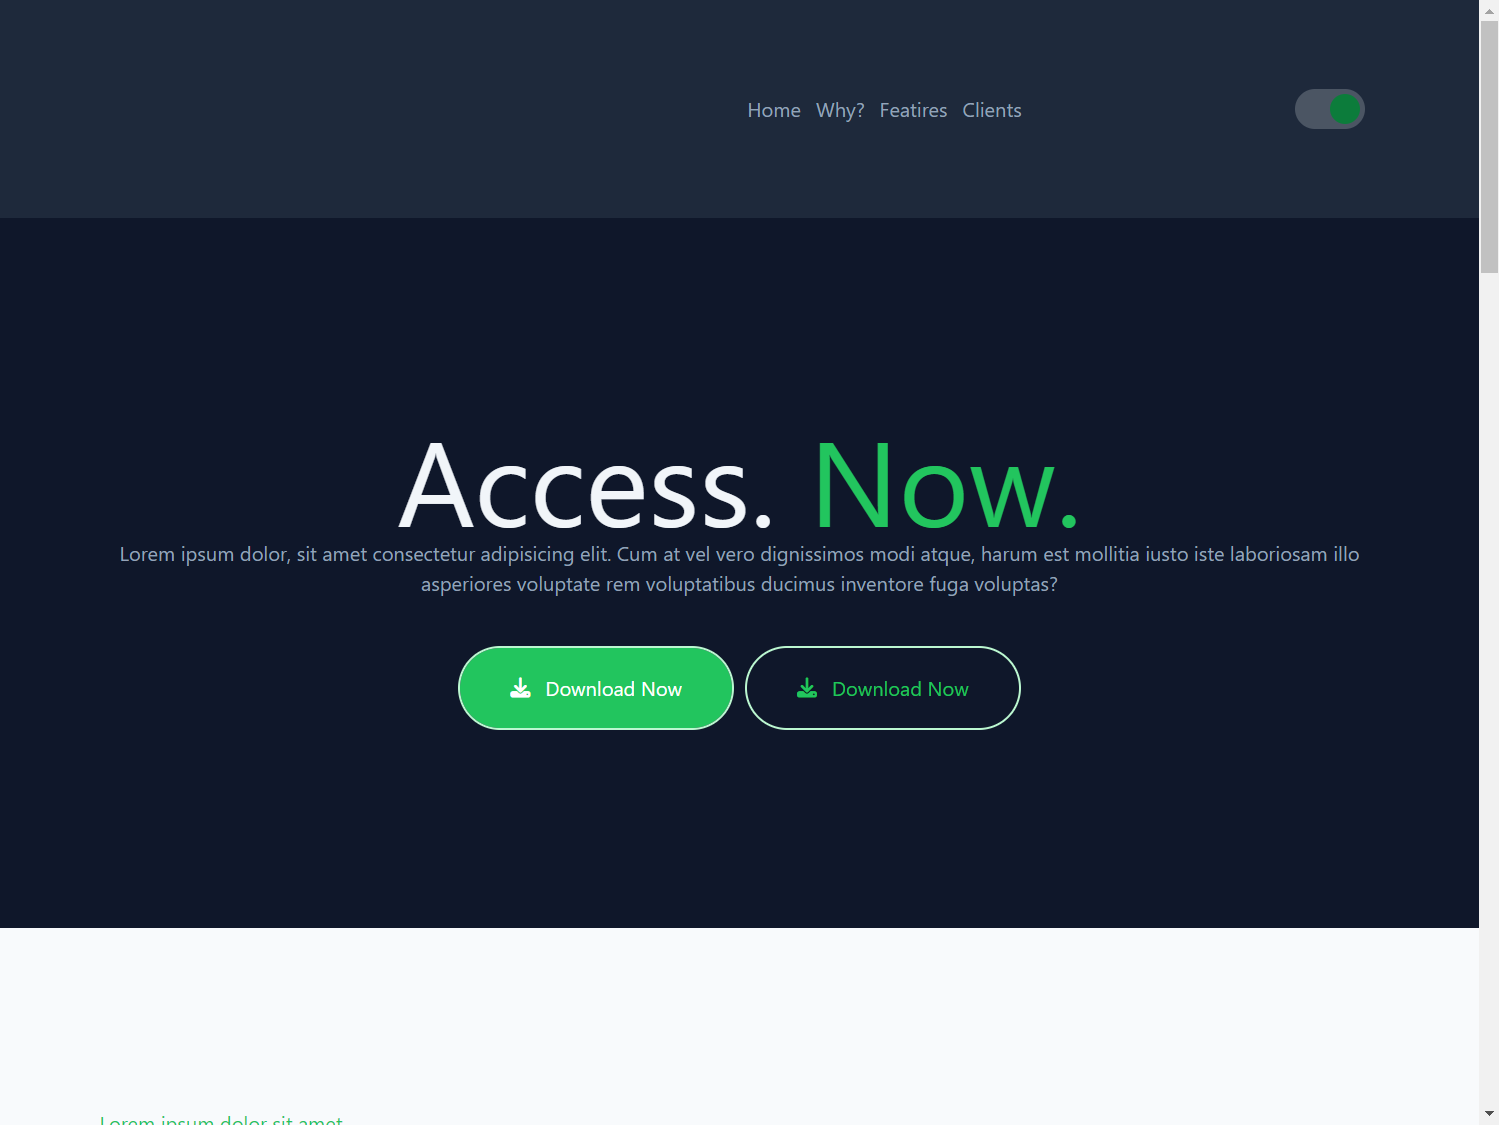 Home Why? Featires Clients
Access. Now.
Lorem ipsum dolor, sit amet consectetur adipisicing elit. Cum at vel vero dignissimos modi atque, harum est mollitia iusto iste laboriosam illo
asperiores voluptate rem voluptatibus ducimus inventore fuga voluptas?
Download Now Download Now
Lorem ipsum dolor sit amet